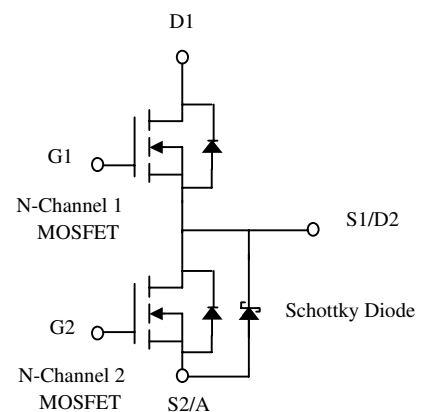 D1
G1
N-Channel 1
MOSFET
S1/D2
G2
Schottky Diode
N-Channel 2
MOSFET
S2/A